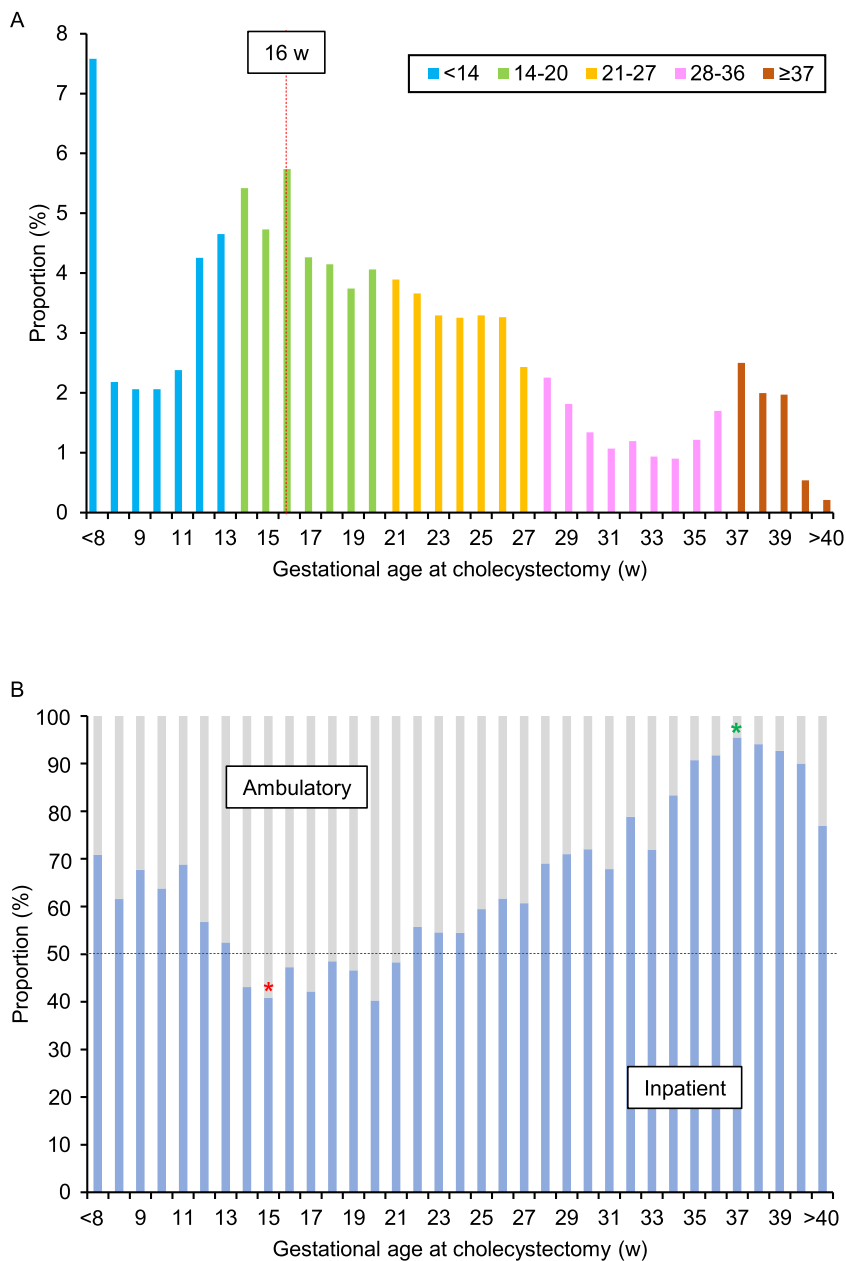 A
16 w
<14 14-20 21-27 28-36 ≥37
8
7
6
5
4
3
2
1
0
Proportion (%)
<8 9 11 13 15 17 19 21 23 25 27 29 31 33 35 37 39 >40
Gestational age at cholecystectomy (w)
B
100
90
80
70
60
50
40
30
20
10
0
Proportion (%)
Ambulatory
*
*
Inpatient
<8 9 11 13 15 17 19 21 23 25 27 29 31 33 35 37 39 >40
Gestational age at cholecystectomy (w)